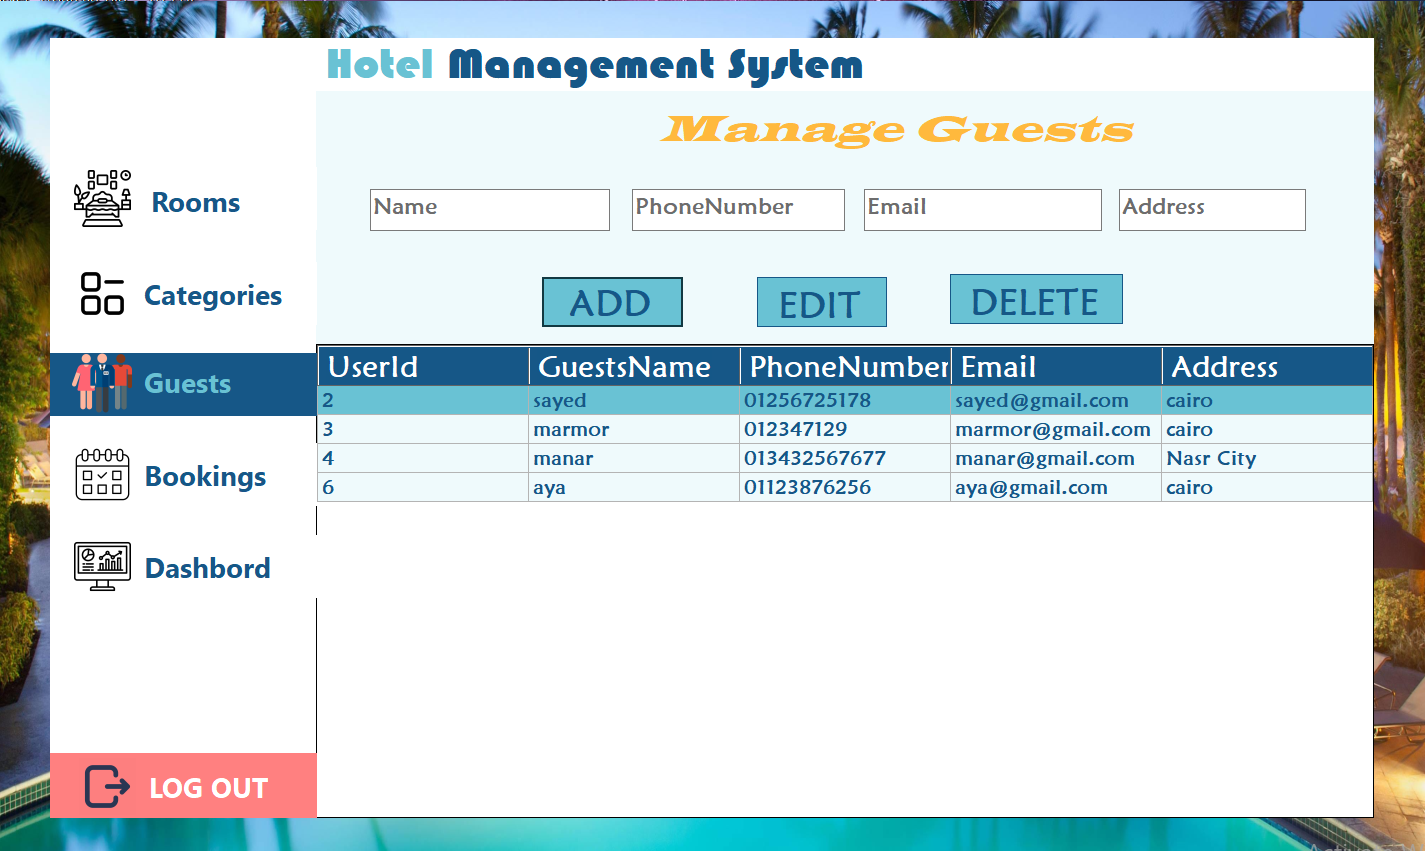 Hotel Management System
Manage Guests
Rooms
Name PhoneNumber Email Address
Categories
ADD EDIT DELETE
UserId GuestsName PhoneNumber Email Address
Guests
2 sayed 01256725178 sayed@gmail.com cairo
3 marmor 012347129 marmor@gmail.com cairo
4 manar 013432567677 manar@gmail.com Nasr City
6 aya 01123876256 aya@gmail.com cairo
Bookings
Dashbord
LOG OUT